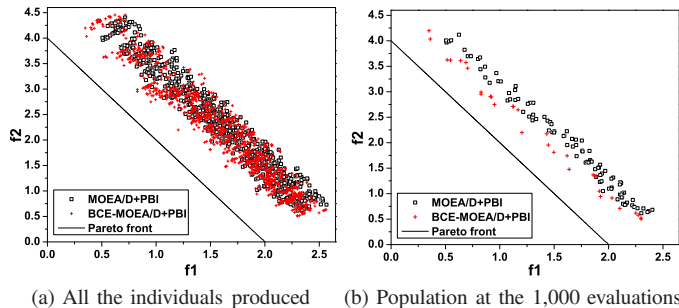 4.5
4.0
3.5
3.0
2.5
2.0
1.5
1.0
0.5
0.0
f2
MOEA/D+PBI
BCE-MOEA/D+PBI
Pareto front
0.0 0.5 1.0 1.5 2.0 2.5
f1
(a) All the individuals produced
4.5
4.0
3.5
3.0
2.5
2.0
1.5
1.0
0.5
0.0
f2
MOEA/D+PBI
BCE-MOEA/D+PBI
Pareto front
0.0 0.5 1.0 1.5 2.0 2.5
f1
(b) Population at the 1,000 evaluations